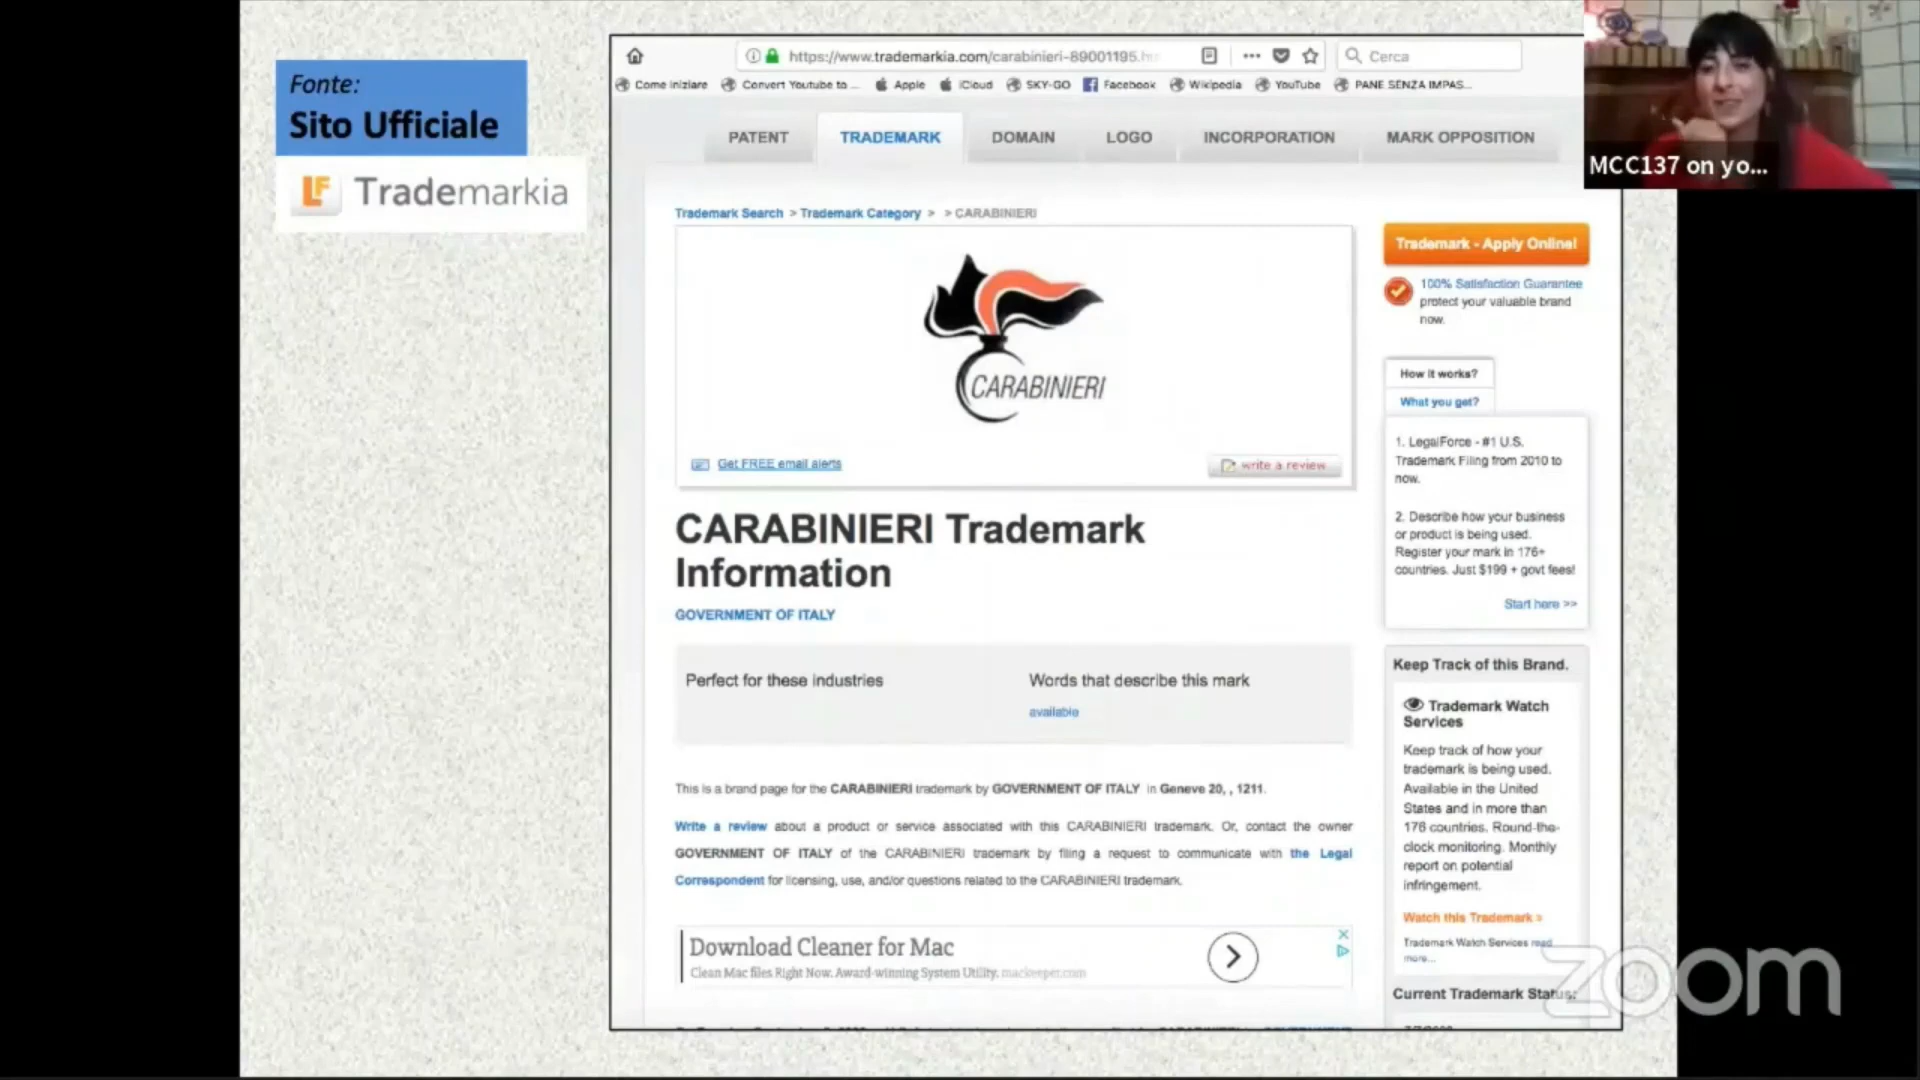 Fonte:
Sito Ufficiale
LF Trademarkia
https://www.trademarkia.com/carabinieri-89001195.h
Cerca
Come Iniziare
Convert Youtube to ...
Apple
iCloud
SKY-GO
Facebook
Wikipedia
YouTube
PANE SENZA IMPAS...
PATENT
TRADEMARK
DOMAIN
LOGO
INCORPORATION
MARK OPPOSITION
MCC137 on yo...
Trademark Search > Trademark Category > > CARABINIERI
CARABINIERI
Get FREE email alerts
write a review
CARABINIERI Trademark
Information
GOVERNMENT OF ITALY
Perfect for these industries
Words that describe this mark
available
This is a brand page for the CARABINIERI trademark by GOVERNMENT OF ITALY in Geneve 20, , 1211.
Write a review about a product or service associated with this CARABINIERI trademark. Or, contact the owner
GOVERNMENT OF ITALY of the CARABINIERI trademark by filing a request to communicate with the Legal
Correspondent for licensing, use, and/or questions related to the CARABINIERI trademark.
Download Cleaner for Mac
Clean Mac files Right Now. Award-winning System Utility. mackeeper.com
Trademark - Apply Online!
100% Satisfaction Guarantee
protect your valuable brand
now.
How it works?
What you get?
1. LegalForce - #1 U.S.
Trademark Filing from 2010 to
now.
2. Describe how your business
or product is being used.
Register your mark in 176+
countries. Just $199 + govt fees!
Start here >>
Keep Track of this Brand.
Trademark Watch
Services
Keep track of how your
trademark is being used.
Available in the United
States and in more than
176 countries. Round-the-
clock monitoring. Monthly
report on potential
infringement.
Watch this Trademark »
Trademark Watch Services read
more...
Current Trademark Status:
zoom